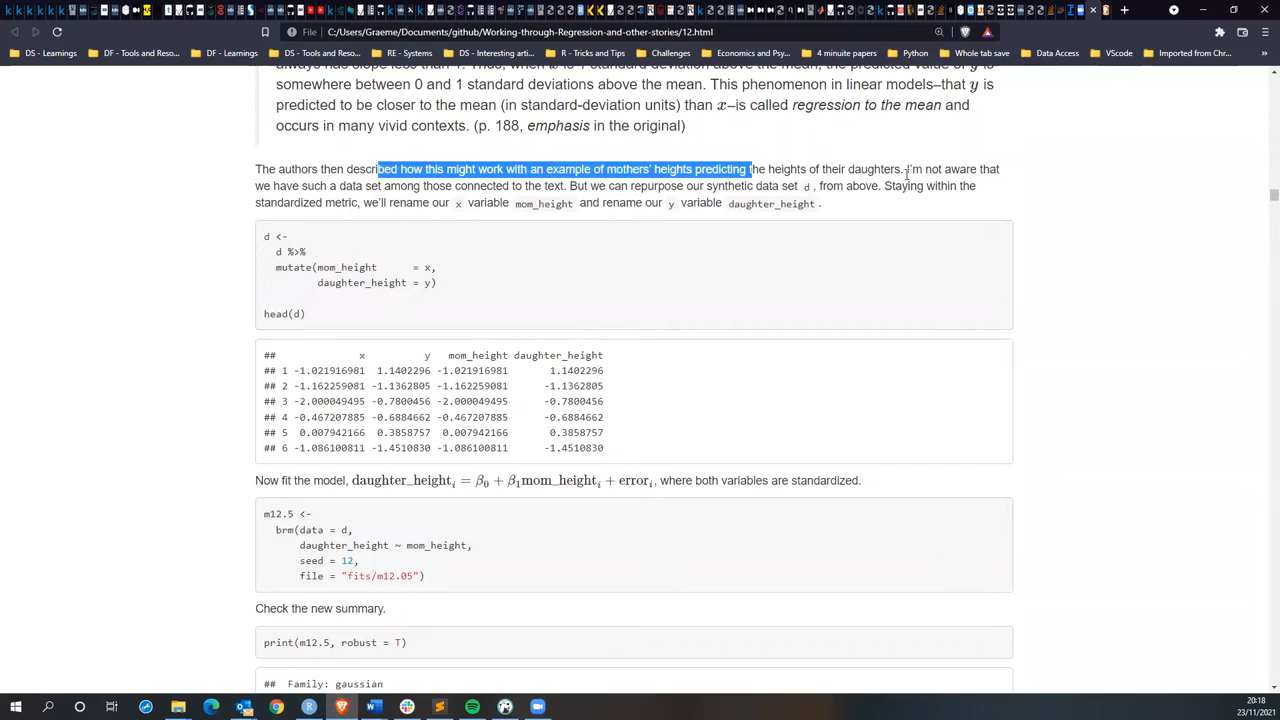 File
C:/Users/Graeme/Documents/github/Working-through-Regression-and-other-stories/12.html
DS - Learnings
DF - Tools and Reso...
DF - Learnings
DS - Tools and Reso...
RE - Systems
DS - Interesting arti...
R - Tricks and Tips
Challenges
Economics and Psy...
4 minute papers
Python
Whole tab save
Data Access
VScode
Imported from Chr...
somewhere between 0 and 1 standard deviations above the mean. This phenomenon in linear models–that y is
predicted to be closer to the mean (in standard-deviation units) than x–is called regression to the mean and
occurs in many vivid contexts. (p. 188, emphasis in the original)
The authors then described how this might work with an example of mothers' heights predicting the heights of their daughters. I'm not aware that
we have such a data set among those connected to the text. But we can repurpose our synthetic data set d , from above. Staying within the
standardized metric, we'll rename our x variable mom_height and rename our y variable daughter_height .
d <-
d %>%
mutate(mom_height = x,
daughter_height = y)
head(d)
## x y mom_height daughter_height
## 1 -1.021916981 1.1402296 -1.021916981 1.1402296
## 2 -1.162259081 -1.1362805 -1.162259081 -1.1362805
## 3 -2.000049495 -0.7800456 -2.000049495 -0.7800456
## 4 -0.467207885 -0.6884662 -0.467207885 -0.6884662
## 5 0.007942166 0.3858757 0.007942166 0.3858757
## 6 -1.086100811 -1.4510830 -1.086100811 -1.4510830
Now fit the model, daughter_heightᵢ = β₀ + β₁mom_heightᵢ + errorᵢ, where both variables are standardized.
m12.5 <-
brm(data = d,
daughter_height ~ mom_height,
seed = 12,
file = "fits/m12.05")
Check the new summary.
print(m12.5, robust = T)
## Family: gaussian
20:18
23/11/2021